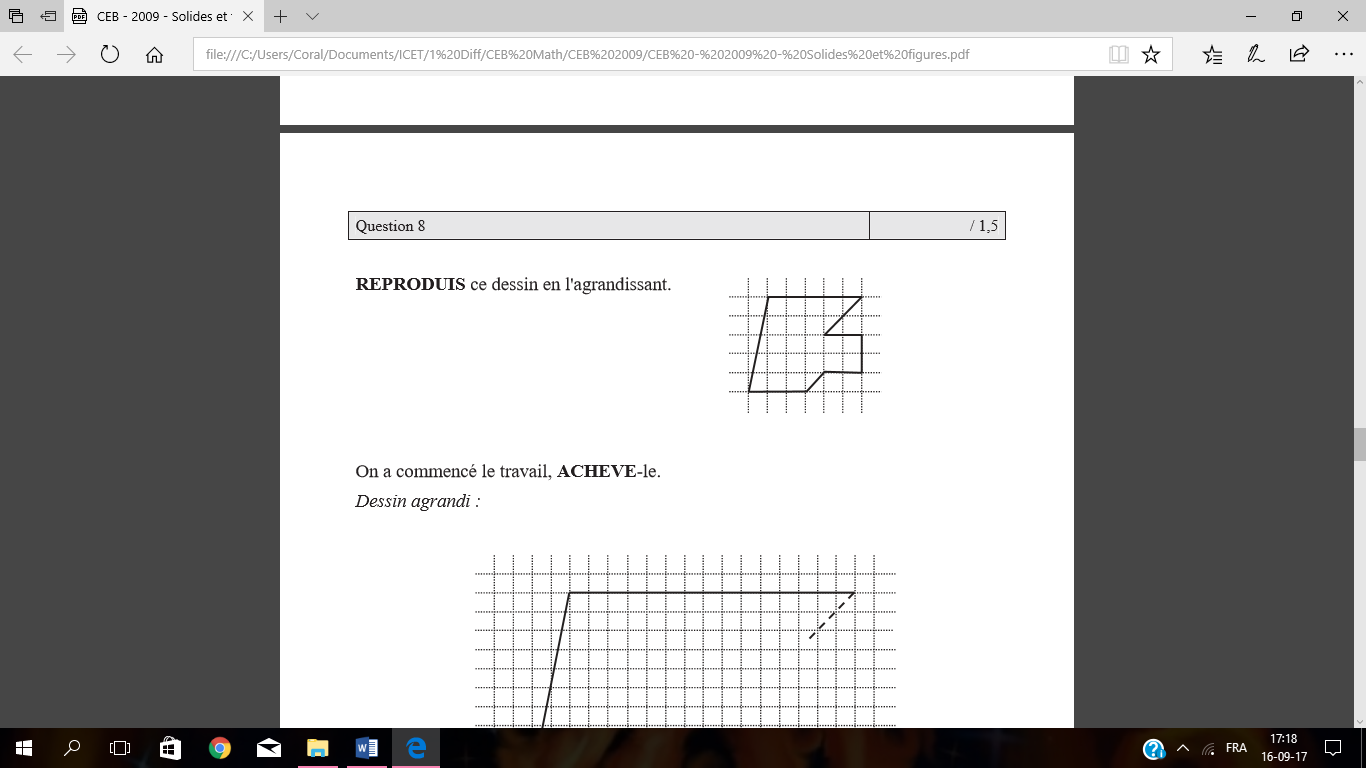 CEB - 2009 - Solides et
file:///C:/Users/Coral/Documents/ICET/1%20Diff/CEB%20Math/CEB%202009/CEB%20-%202009%20-%20Solides%20et%20figures.pdf
Question 8 / 1,5
REPRODUIS ce dessin en l'agrandissant.
On a commencé le travail, ACHEVE-le.
Dessin agrandi :
FRA
17:18
16-09-17